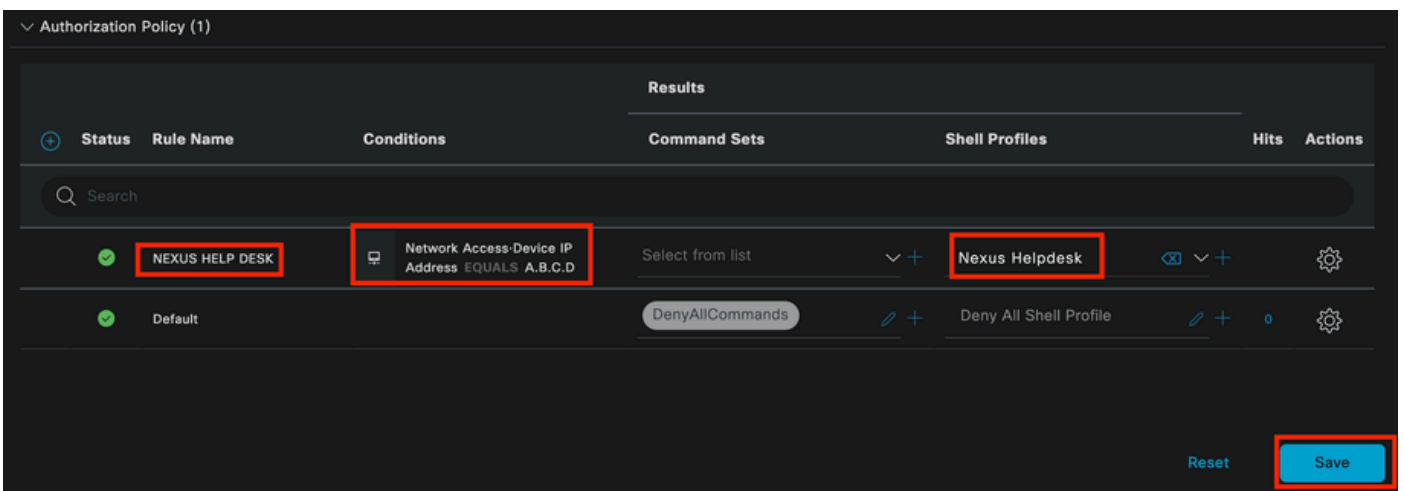 Authorization Policy (1)
Results
Status Rule Name Conditions Command Sets Shell Profiles Hits Actions
Search
NEXUS HELP DESK
Network Access·Device IP
Address EQUALS A.B.C.D
Select from list
Nexus Helpdesk
Default
DenyAllCommands
Deny All Shell Profile
0
Reset
Save